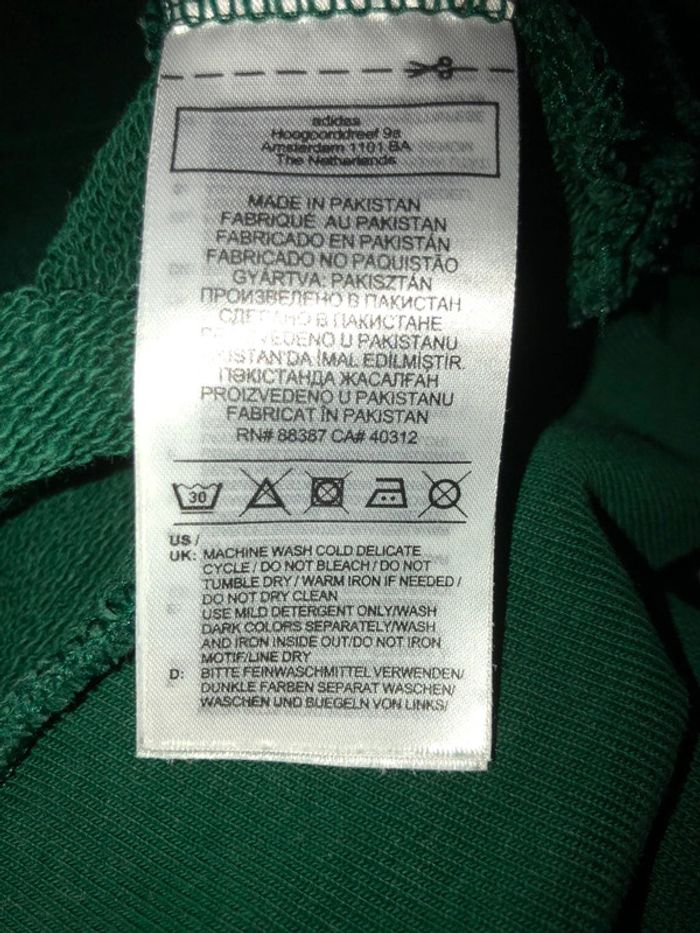 adidas
Hoogoorddreef 9a
Amsterdam 1101 BA
The Netherlands
MADE IN PAKISTAN
FABRIQUÉ AU PAKISTAN
FABRICADO EN PAKISTÁN
FABRICADO NO PAQUISTÃO
GYÁRTVA: PAKISZTÁN
ПРОИЗВЕДЕНО В ПАКИСТАН
В ПАКИСТАНЕ
U PAKISTANU
İMAL EDİLMİŞTİR.
ПӘКІСТАНДА ЖАСАЛҒАН
PROIZVEDENO U PAKISTANU
FABRICAT ÎN PAKISTAN
RN# 88387 CA# 40312
30
US /
UK: MACHINE WASH COLD DELICATE
CYCLE / DO NOT BLEACH / DO NOT
TUMBLE DRY / WARM IRON IF NEEDED /
DO NOT DRY CLEAN
USE MILD DETERGENT ONLY/WASH
DARK COLORS SEPARATELY/WASH
AND IRON INSIDE OUT/DO NOT IRON
MOTIF/LINE DRY
D: BITTE FEINWASCHMITTEL VERWENDEN/
DUNKLE FARBEN SEPARAT WASCHEN/
WASCHEN UND BUEGELN VON LINKS/